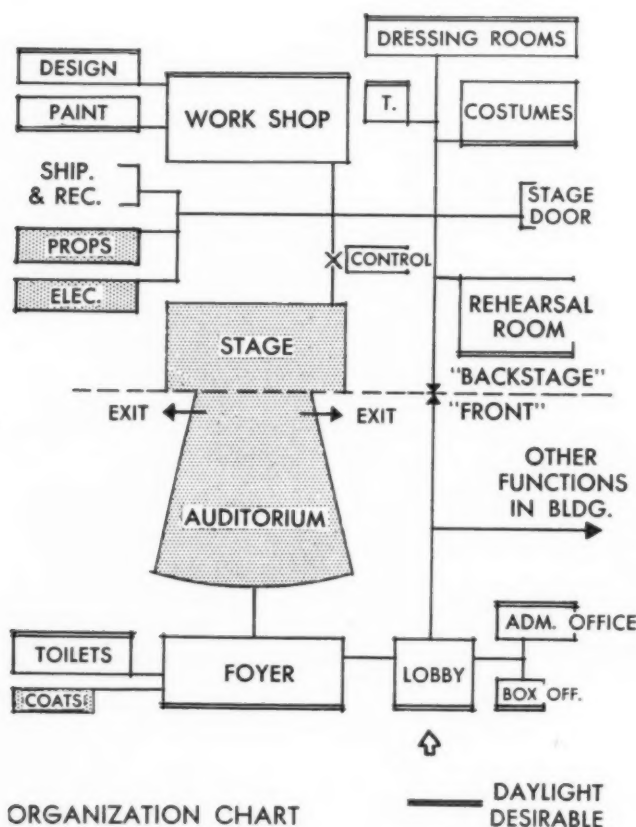 DRESSING ROOMS
DESIGN
PAINT
WORK SHOP
T.
COSTUMES
SHIP.
& REC.
STAGE
DOOR
PROPS
CONTROL
ELEC.
REHEARSAL
ROOM
STAGE
"BACKSTAGE"
EXIT
EXIT
"FRONT"
OTHER
FUNCTIONS
IN BLDG.
AUDITORIUM
ADM. OFFICE
TOILETS
FOYER
LOBBY
COATS
BOX OFF.
ORGANIZATION CHART
DAYLIGHT
DESIRABLE